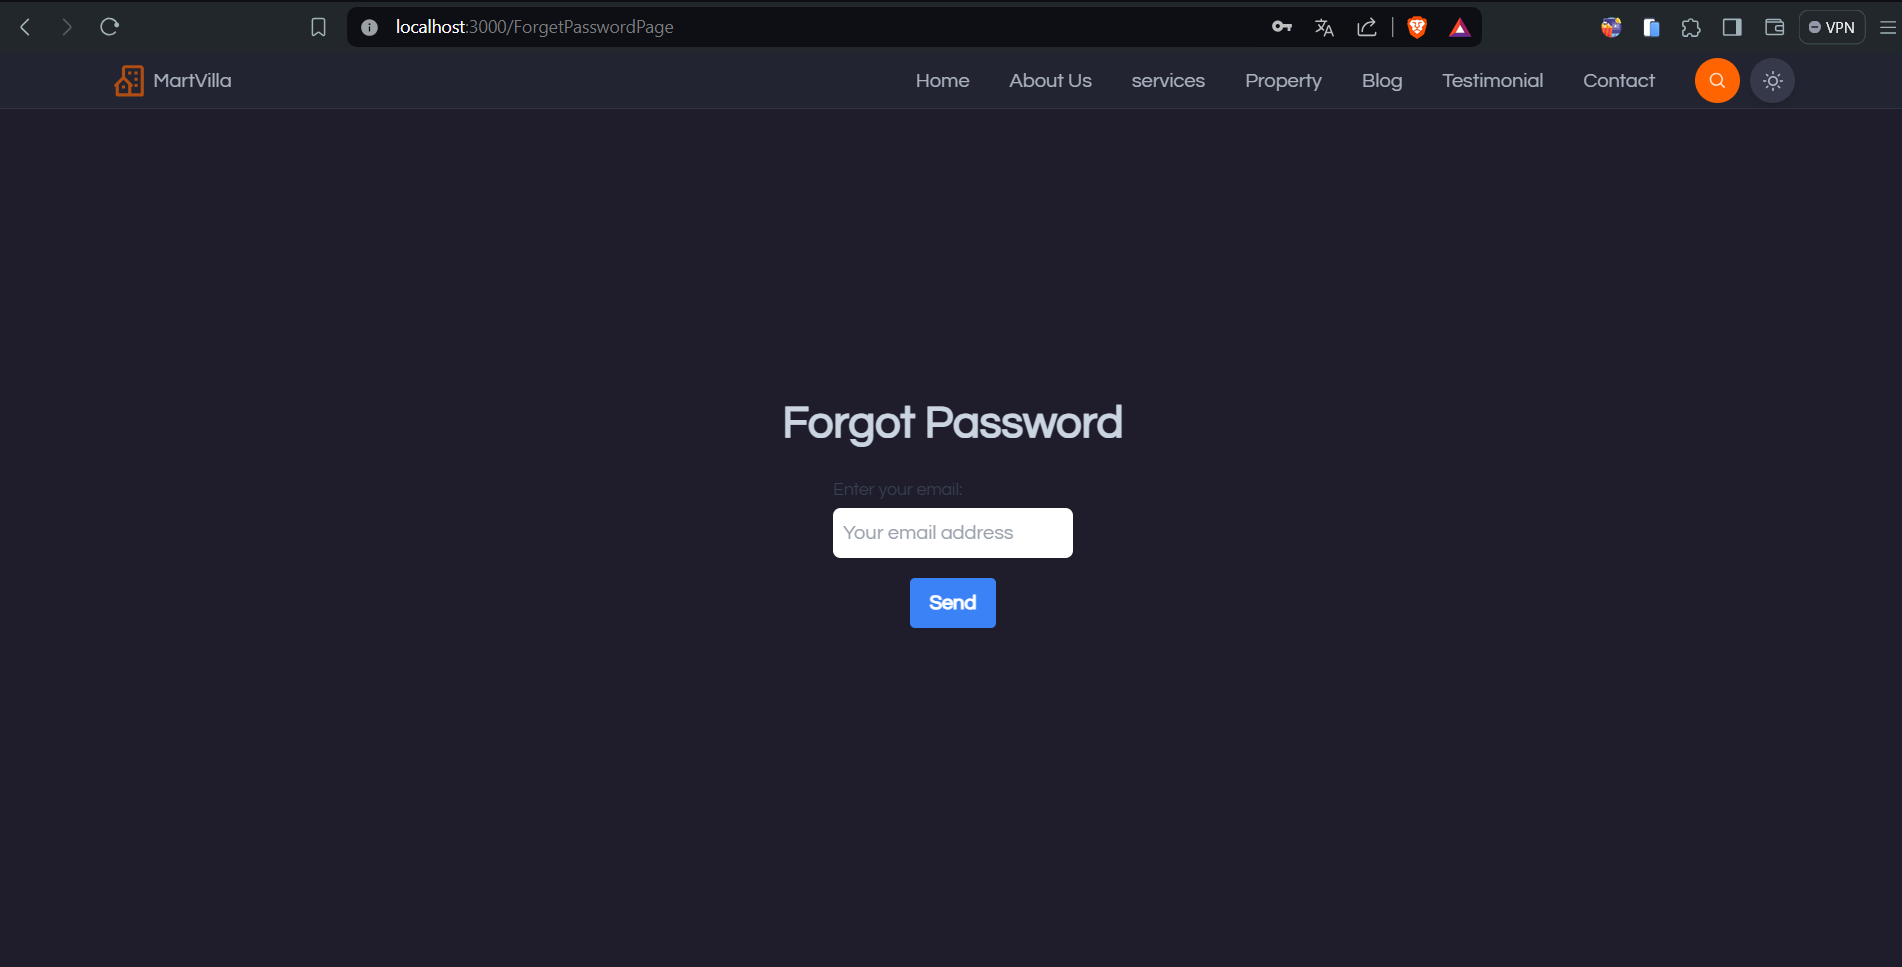 localhost:3000/ForgetPasswordPage
VPN
MartVilla
Home About Us services Property Blog Testimonial Contact
Forgot Password
Enter your email:
Your email address
Send